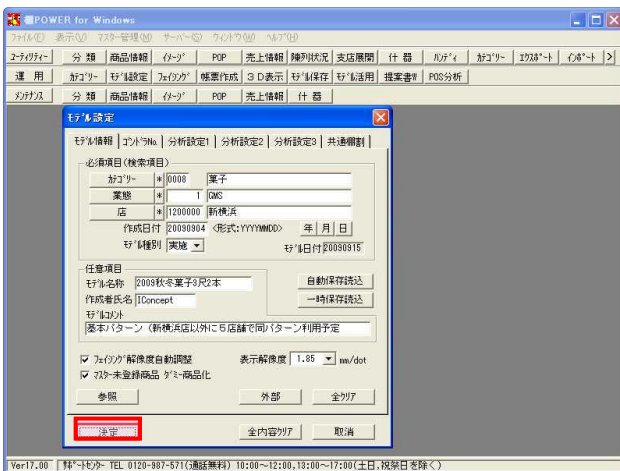 棚POWER for Windows
ファイル(F) 表示(V) マスター管理(M) サーバー(S) ウィンドウ(W) ヘルプ(H)
ユーティリティー 分 類 商品情報 イメージ POP 売上情報 陳列状況 支店展開 什 器 ハンディ カテゴリー エクスポート インポート >
運 用 カテゴリー モデル設定 フェイシング 帳票作成 3D表示 モデル保存 モデル活用 提案書W POS分析
メンテナンス 分 類 商品情報 イメージ POP 売上情報 什 器
モデル設定
モデル情報 コントラNo. 分析設定1 分析設定2 分析設定3 共通棚割
必須項目(検索項目)
カテゴリー * 0008 菓子
業態 * 1 GMS
店 * 1200000 新横浜
作成日付 20090904 <形式:YYYYMMDD> 年 月 日
モデル種別 実施 モデル日付 20090915
任意項目
モデル名称 2009秋冬菓子3尺2本 自動保存読込
作成者氏名 IConcept 一時保存読込
モデルコメント
基本パターン(新横浜店以外に5店舗で同パターン利用予定
フェイシング解像度自動調整 表示解像度 1.85 mm/dot
マスター未登録商品 ダミー商品化
参照 外部 全クリア
決定 全内容クリア 取消
Ver17.00 サポートセンター TEL 0120-987-571(通話無料) 10:00~12:00,13:00~17:00(土日,祝祭日を除く)